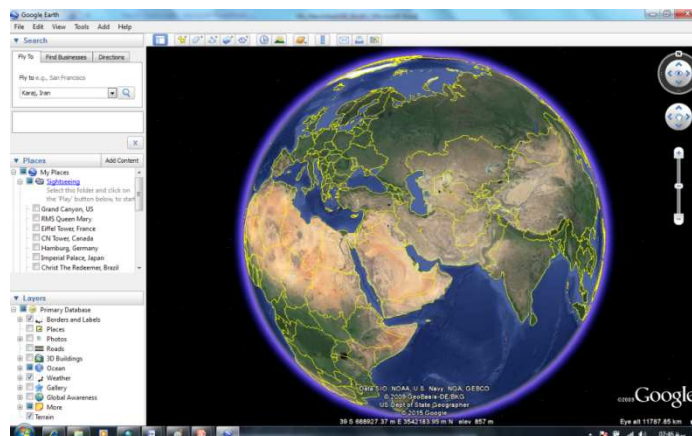 Google Earth
File Edit View Tools Add Help
Search
Fly To Find Businesses Directions
Fly to e.g., San Francisco
Karaj, Iran
Places Add Content
My Places
Sightseeing
Select this folder and click on
the 'Play' button below, to start
Grand Canyon, US
RMS Queen Mary
Eiffel Tower, France
CN Tower, Canada
Hamburg, Germany
Imperial Palace, Japan
Christ The Redeemer, Brazil
Layers
Primary Database
Borders and Labels
Places
Photos
Roads
3D Buildings
Ocean
Weather
Gallery
Global Awareness
More
Terrain
N
Data SIO, NOAA, U.S. Navy, NGA, GEBCO
© 2009 GeoBasis-DE/BKG
US Dept of State Geographer
© 2015 Google
©2009 Google
39 S 688927.37 m E 3542183.95 m N elev 857 m
Eye alt 11787.85 km